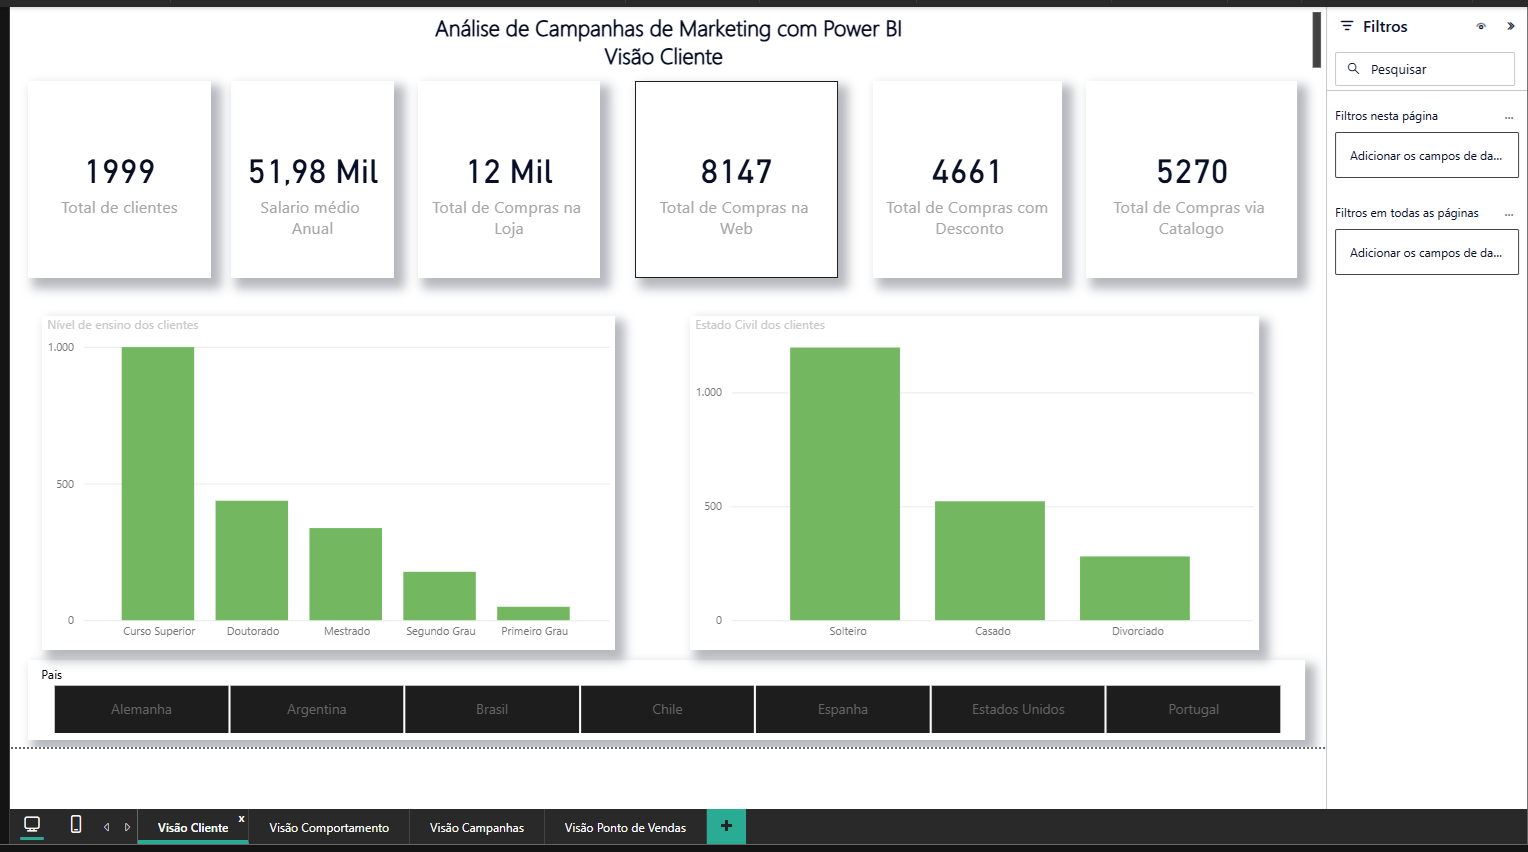 Análise de Campanhas de Marketing com Power BI
Visão Cliente
1999
Total de clientes
51,98 Mil
Salario médio
Anual
12 Mil
Total de Compras na
Loja
8147
Total de Compras na
Web
4661
Total de Compras com
Desconto
5270
Total de Compras via
Catalogo
Nível de ensino dos clientes
1.000
500
0
Curso Superior
Doutorado
Mestrado
Segundo Grau
Primeiro Grau
Estado Civil dos clientes
1.000
500
0
Solteiro
Casado
Divorciado
Pais
Alemanha
Argentina
Brasil
Chile
Espanha
Estados Unidos
Portugal
Filtros
Pesquisar
Filtros nesta página
...
Adicionar os campos de da...
Filtros em todas as páginas
...
Adicionar os campos de da...
Visão Cliente
x
Visão Comportamento
Visão Campanhas
Visão Ponto de Vendas
+